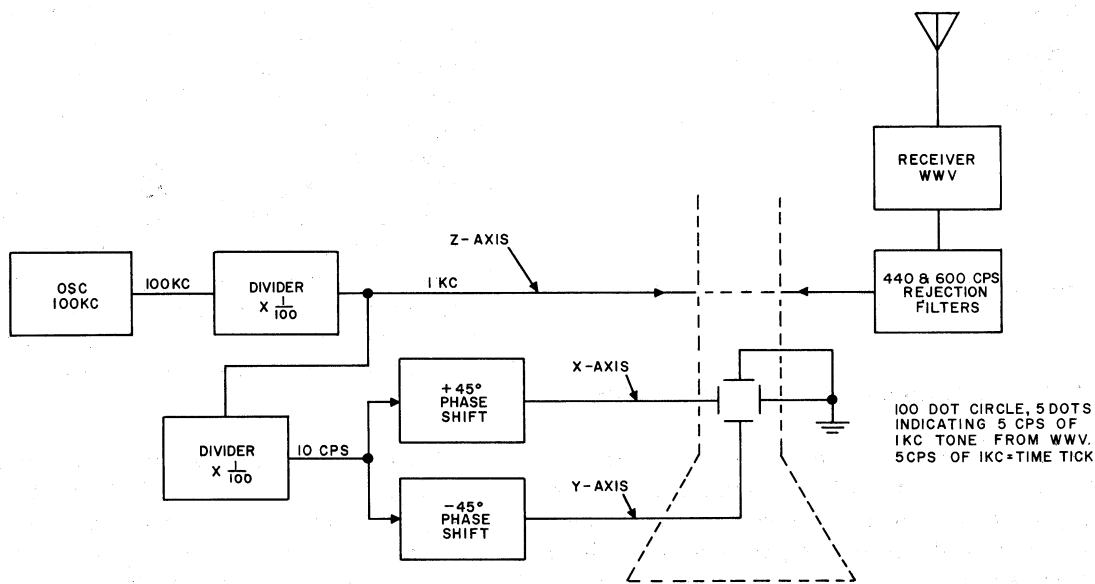 RECEIVER
WWV
Z-AXIS
OSC
100KC
100KC
DIVIDER
X 1/100
1 KC
440 & 600 CPS
REJECTION
FILTERS
+45°
PHASE
SHIFT
X-AXIS
100 DOT CIRCLE, 5 DOTS
INDICATING 5 CPS OF
1KC TONE FROM WWV.
5CPS OF 1KC=TIME TICK
DIVIDER
X 1/100
10 CPS
-45°
PHASE
SHIFT
Y-AXIS